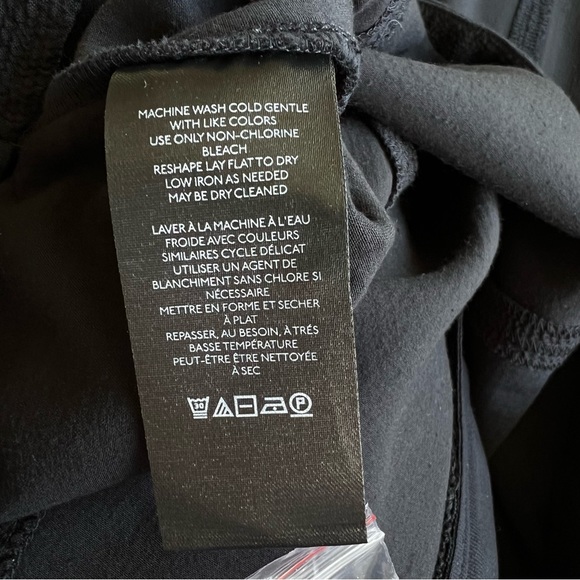 MACHINE WASH COLD GENTLE
WITH LIKE COLORS
USE ONLY NON-CHLORINE
BLEACH
RESHAPE LAY FLAT TO DRY
LOW IRON AS NEEDED
MAY BE DRY CLEANED
LAVER À LA MACHINE À L'EAU
FROIDE AVEC COULEURS
SIMILAIRES CYCLE DÉLICAT
UTILISER UN AGENT DE
BLANCHIMENT SANS CHLORE SI
NÉCESSAIRE
METTRE EN FORME ET SECHER
À PLAT
REPASSER, AU BESOIN, À TRÉS
BASSE TEMPÉRATURE
PEUT-ÊTRE ÊTRE NETTOYÉE
À SEC
30 P